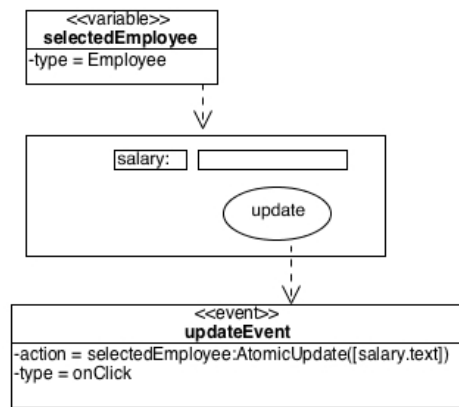 <<variable>>
selectedEmployee
-type = Employee
salary:
update
<<event>>
updateEvent
-action = selectedEmployee:AtomicUpdate([salary.text])
-type = onClick